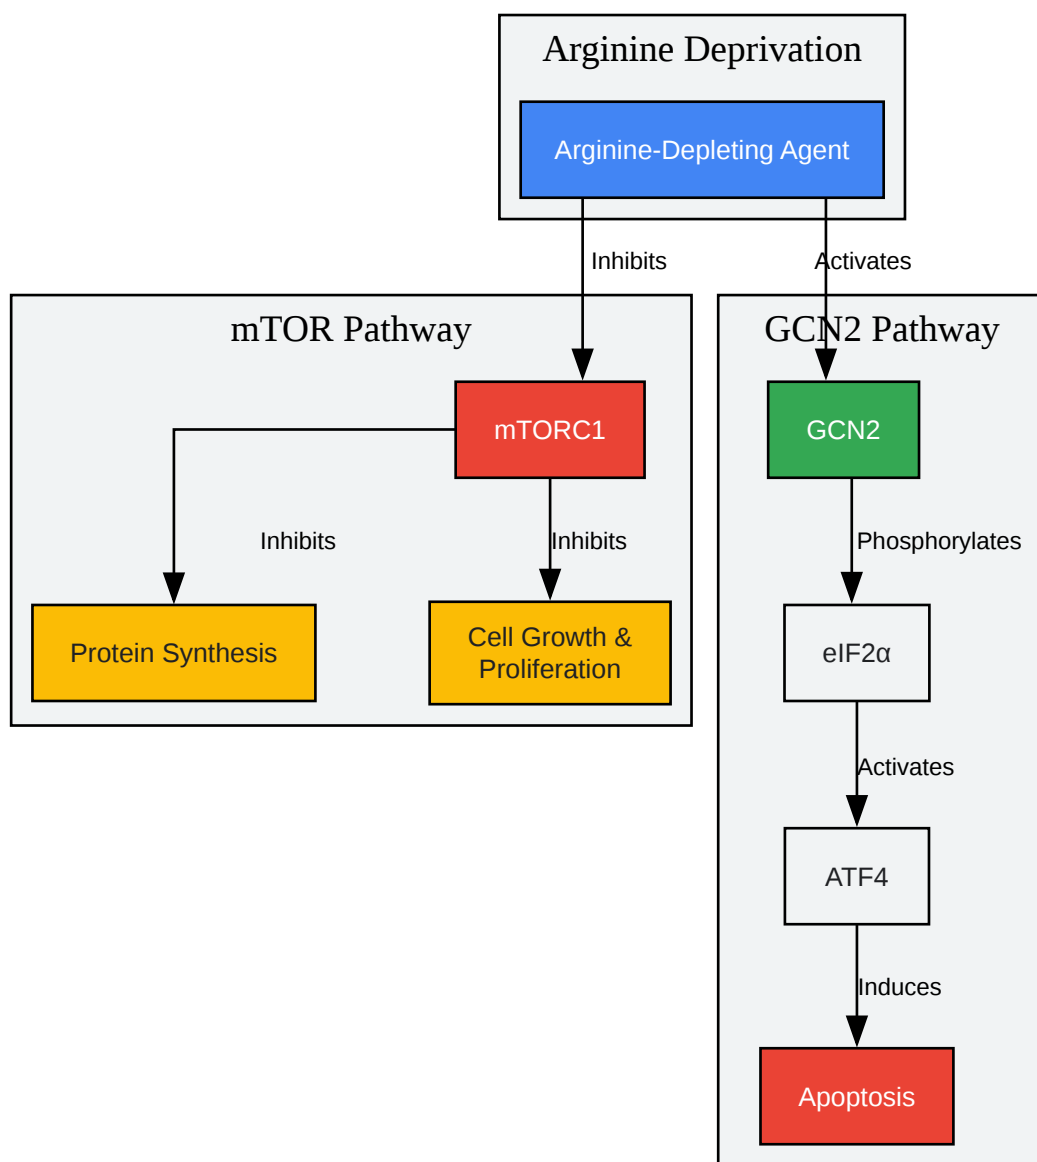 Arginine Deprivation
Arginine-Depleting Agent
Inhibits
Activates
mTOR Pathway
GCN2 Pathway
mTORC1
GCN2
Inhibits
Inhibits
Phosphorylates
Protein Synthesis
Cell Growth &
Proliferation
eIF2α
Activates
ATF4
Induces
Apoptosis